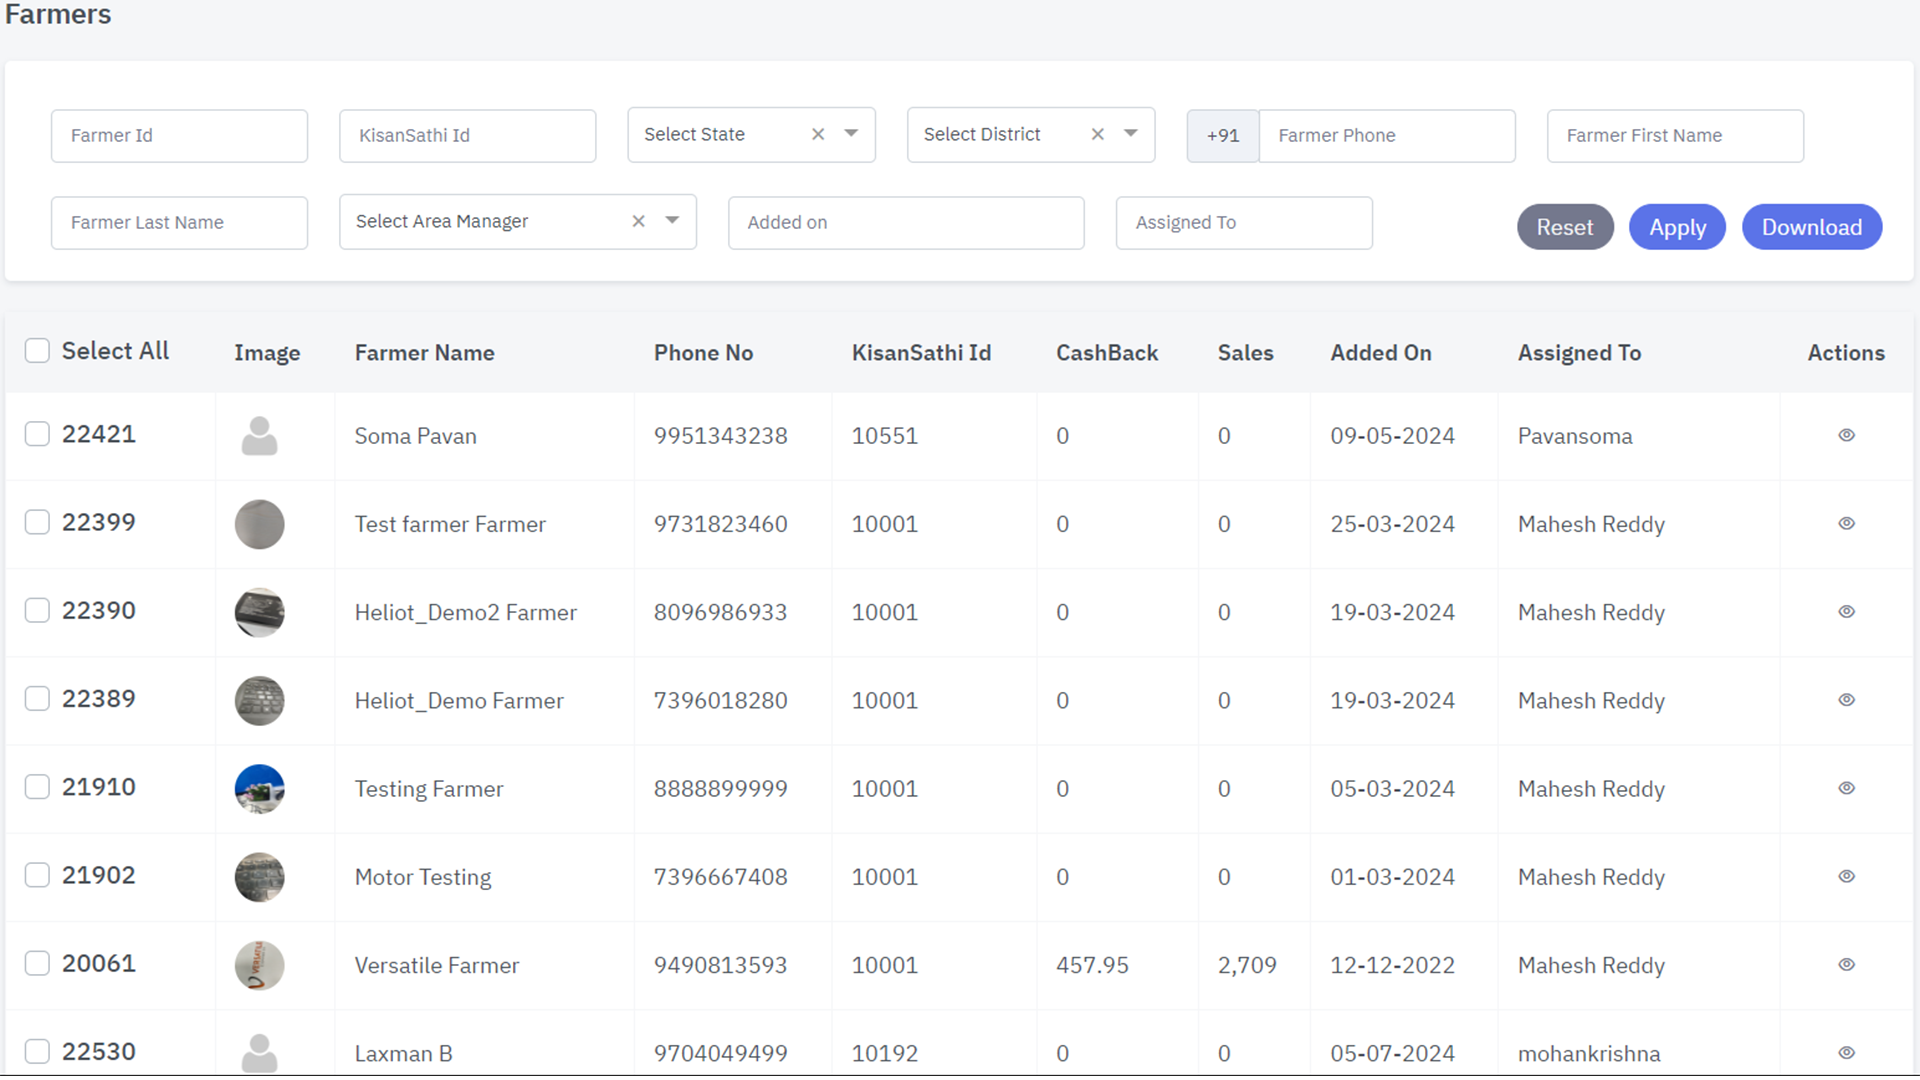 Farmers
Farmer Id KisanSathi Id Select State Select District +91 Farmer Phone Farmer First Name
Farmer Last Name Select Area Manager Added on Assigned To Reset Apply Download
Select All Image Farmer Name Phone No KisanSathi Id CashBack Sales Added On Assigned To Actions
22421 Soma Pavan 9951343238 10551 0 0 09-05-2024 Pavansoma
22399 Test farmer Farmer 9731823460 10001 0 0 25-03-2024 Mahesh Reddy
22390 Heliot_Demo2 Farmer 8096986933 10001 0 0 19-03-2024 Mahesh Reddy
22389 Heliot_Demo Farmer 7396018280 10001 0 0 19-03-2024 Mahesh Reddy
21910 Testing Farmer 8888899999 10001 0 0 05-03-2024 Mahesh Reddy
21902 Motor Testing 7396667408 10001 0 0 01-03-2024 Mahesh Reddy
20061 VERSATILE Versatile Farmer 9490813593 10001 457.95 2,709 12-12-2022 Mahesh Reddy
22530 Laxman B 9704049499 10192 0 0 05-07-2024 mohankrishna